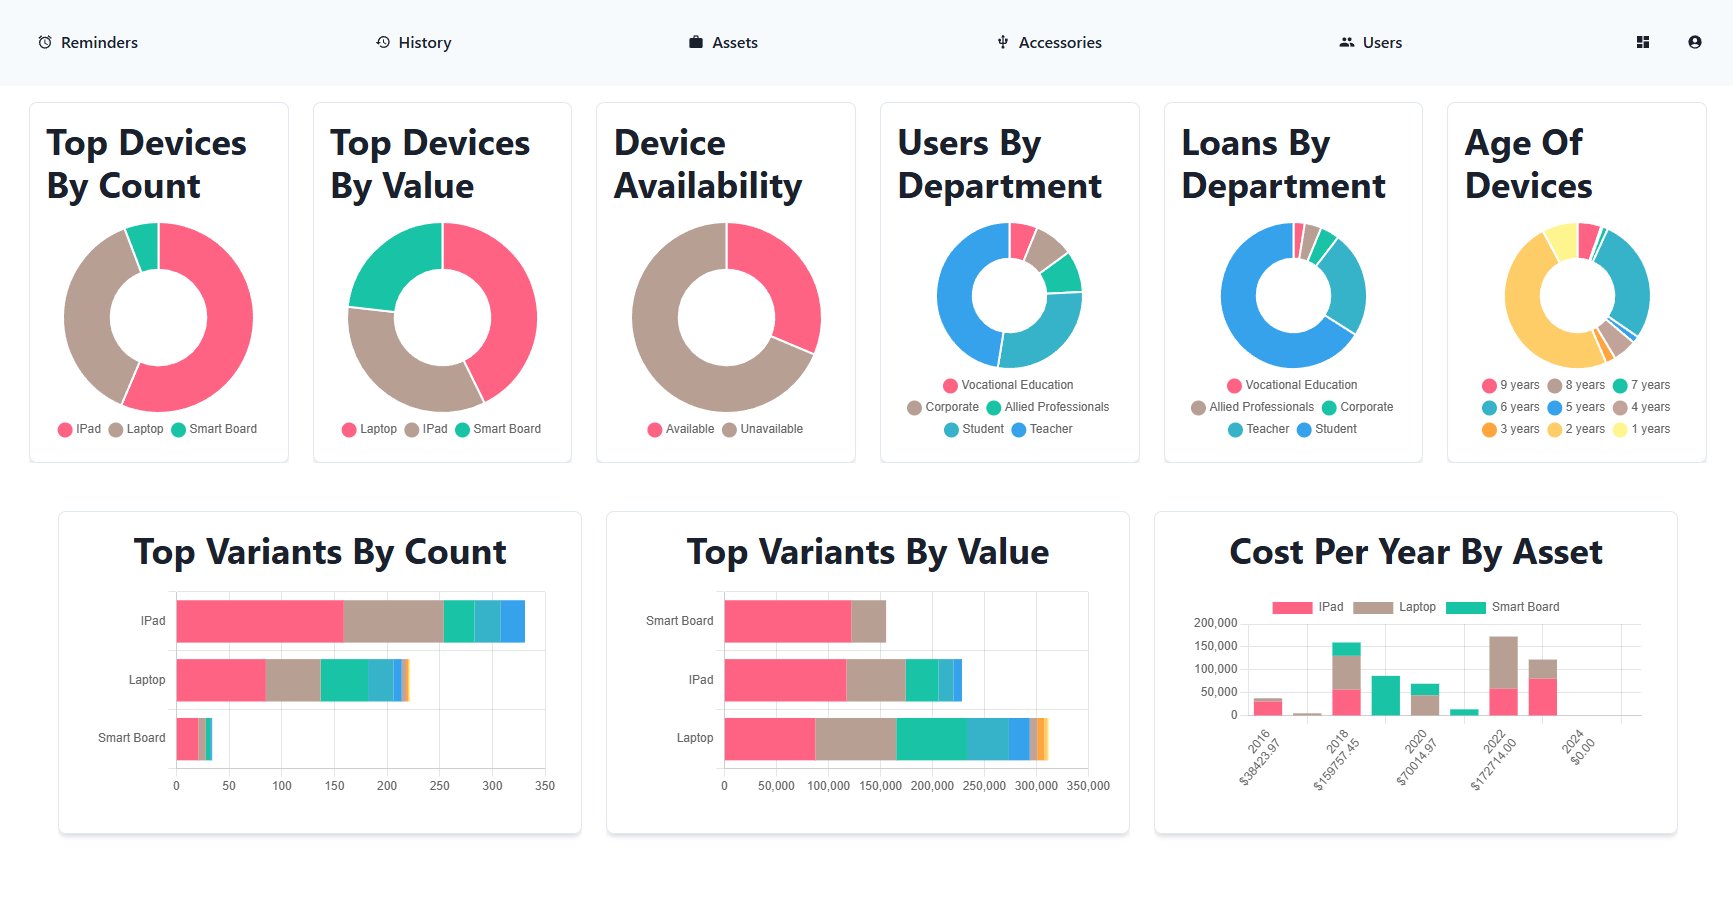 Reminders
History
Assets
Accessories
Users
Top Devices
By Count
IPad Laptop Smart Board
Top Devices
By Value
Laptop IPad Smart Board
Device
Availability
Available Unavailable
Users By
Department
Vocational Education
Corporate Allied Professionals
Student Teacher
Loans By
Department
Vocational Education
Allied Professionals Corporate
Teacher Student
Age Of
Devices
9 years 8 years 7 years
6 years 5 years 4 years
3 years 2 years 1 years
Top Variants By Count
IPad
Laptop
Smart Board
0 50 100 150 200 250 300 350
Top Variants By Value
Smart Board
IPad
Laptop
0 50,000 100,000 150,000 200,000 250,000 300,000 350,000
Cost Per Year By Asset
IPad Laptop Smart Board
200,000
150,000
100,000
50,000
0
2016
$38423.97
2018
$159757.45
2020
$70014.97
2022
$172714.00
2024
$0.00